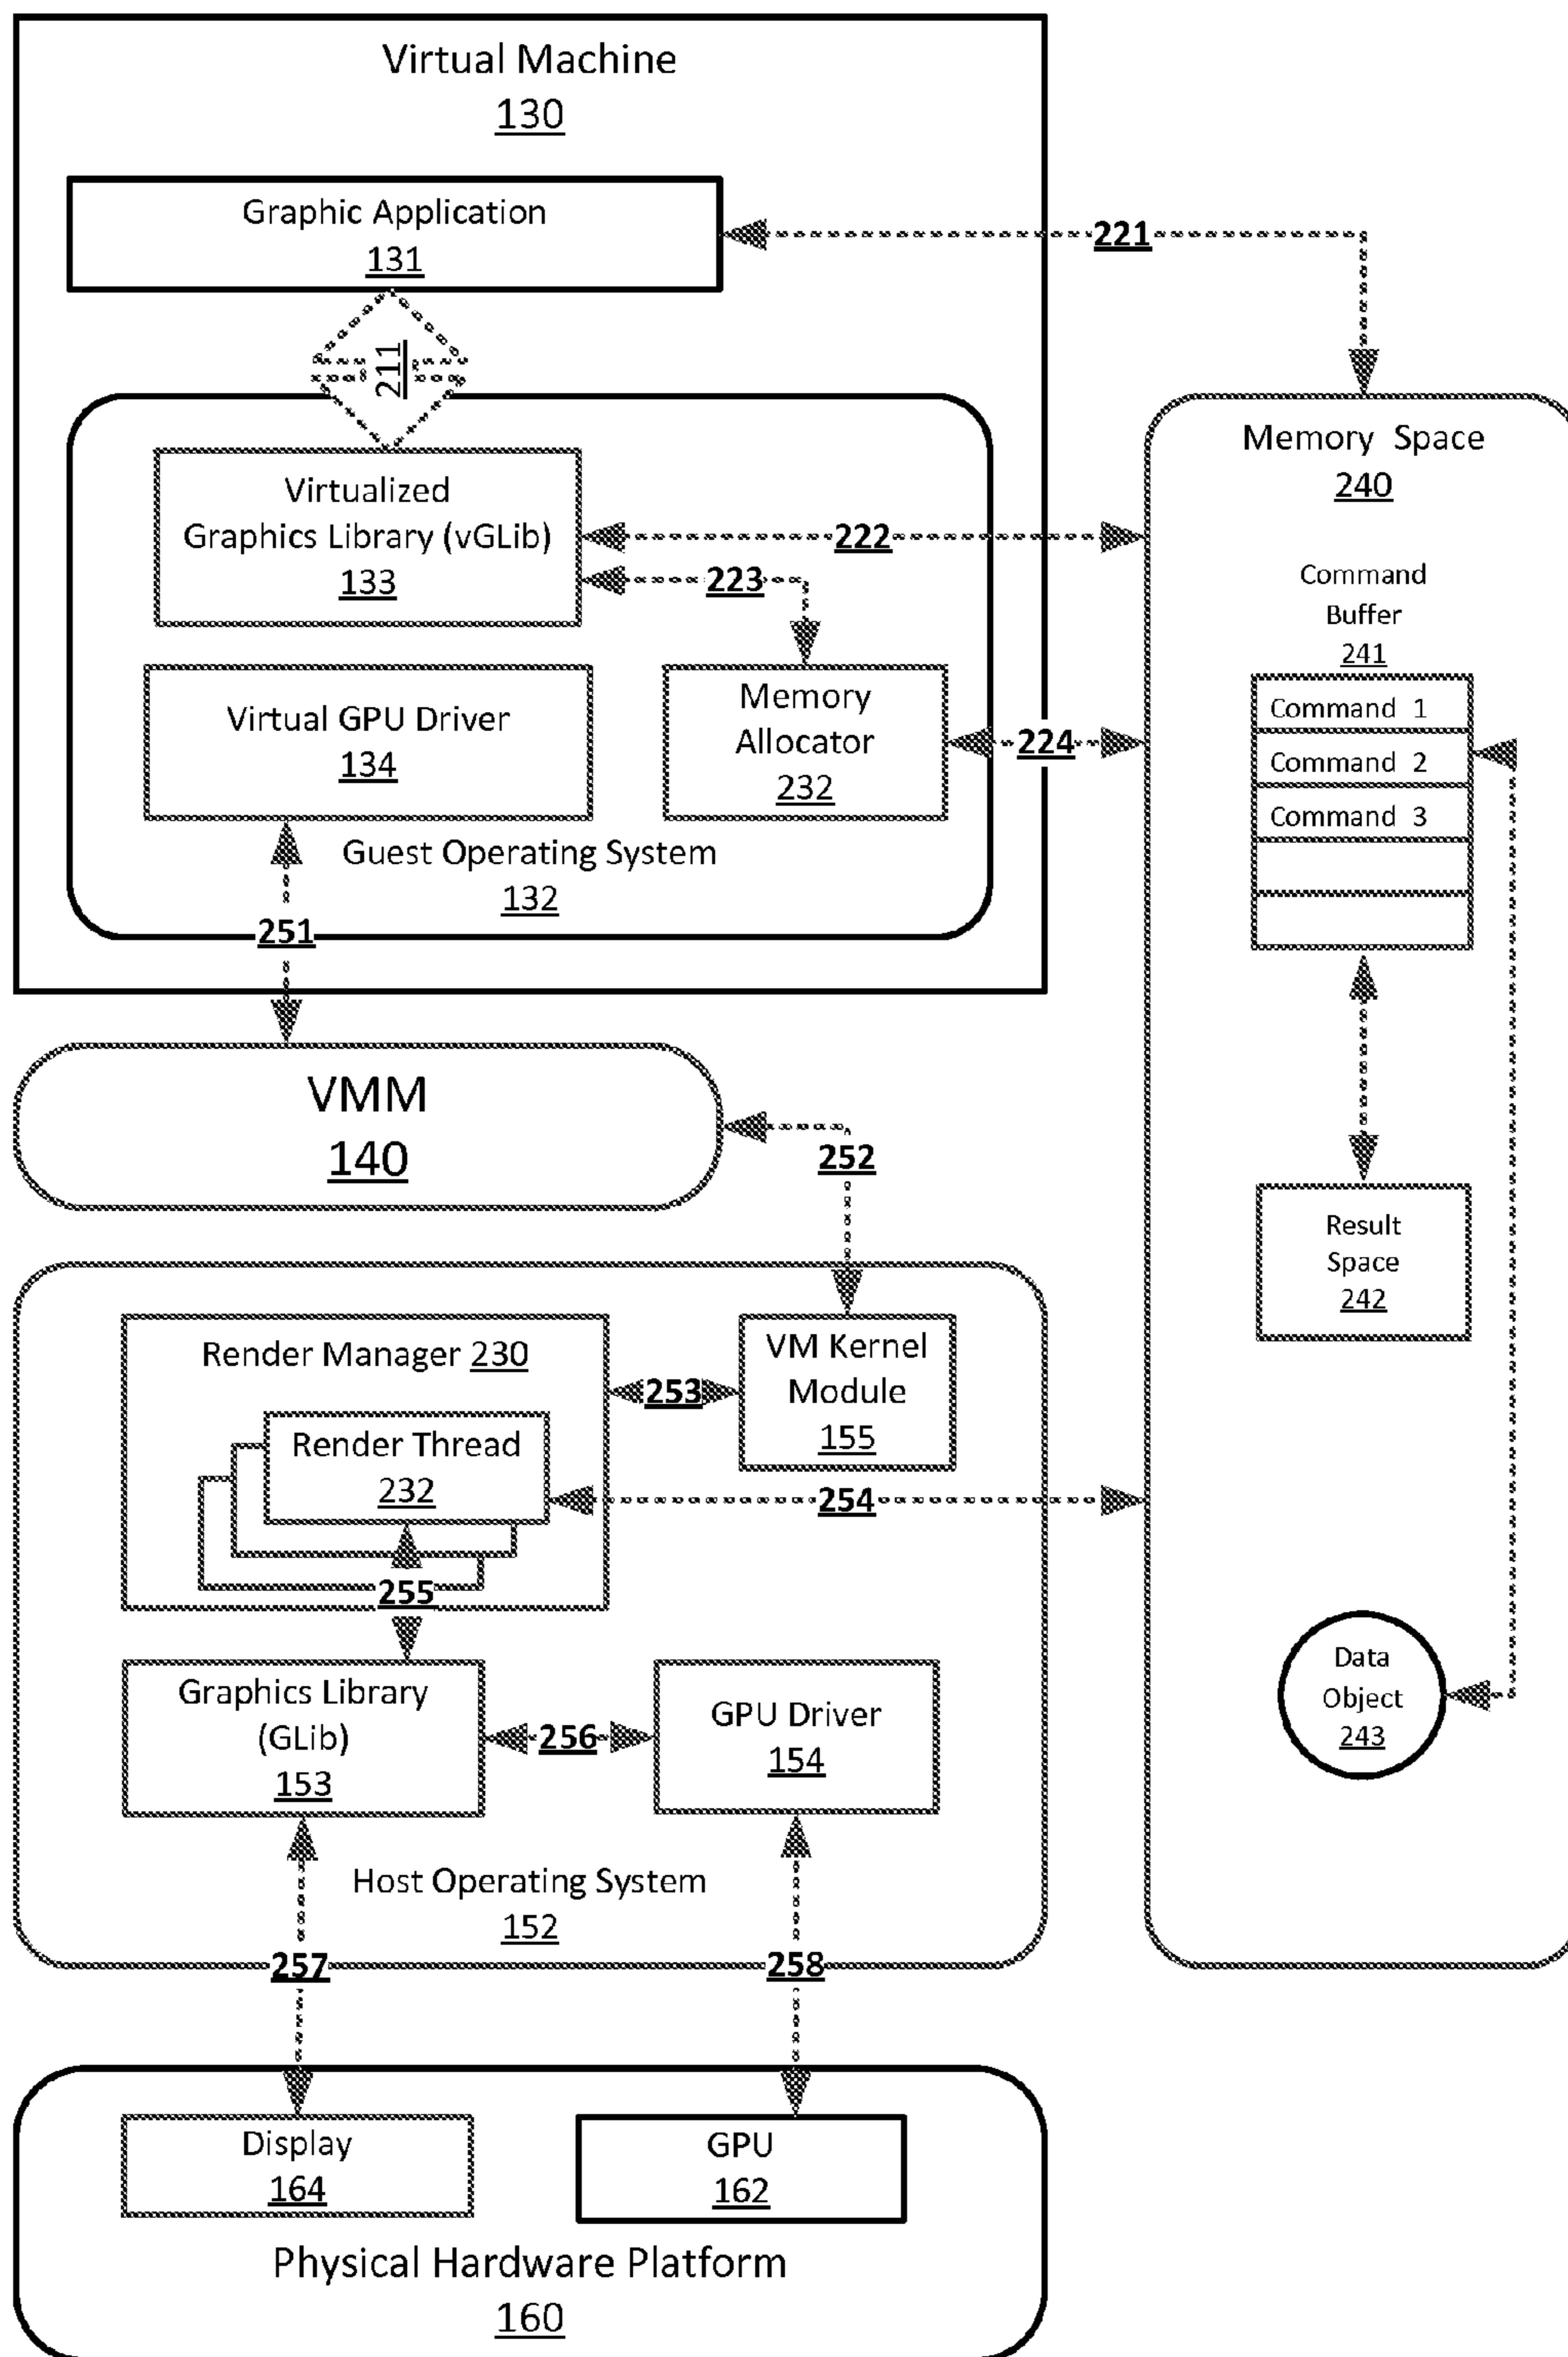 Virtual Machine
130
Graphic Application
131
221
211
Virtualized
Graphics Library (vGLib)
133
222
223
Virtual GPU Driver
134
Memory
Allocator
232
224
Guest Operating System
132
251
Memory Space
240
Command
Buffer
241
Command 1
Command 2
Command 3
Result
Space
242
Data
Object
243
VMM
140
252
Render Manager 230
253
VM Kernel
Module
155
Render Thread
232
254
255
Graphics Library
(GLib)
153
256
GPU Driver
154
Host Operating System
152
257
258
Display
164
GPU
162
Physical Hardware Platform
160